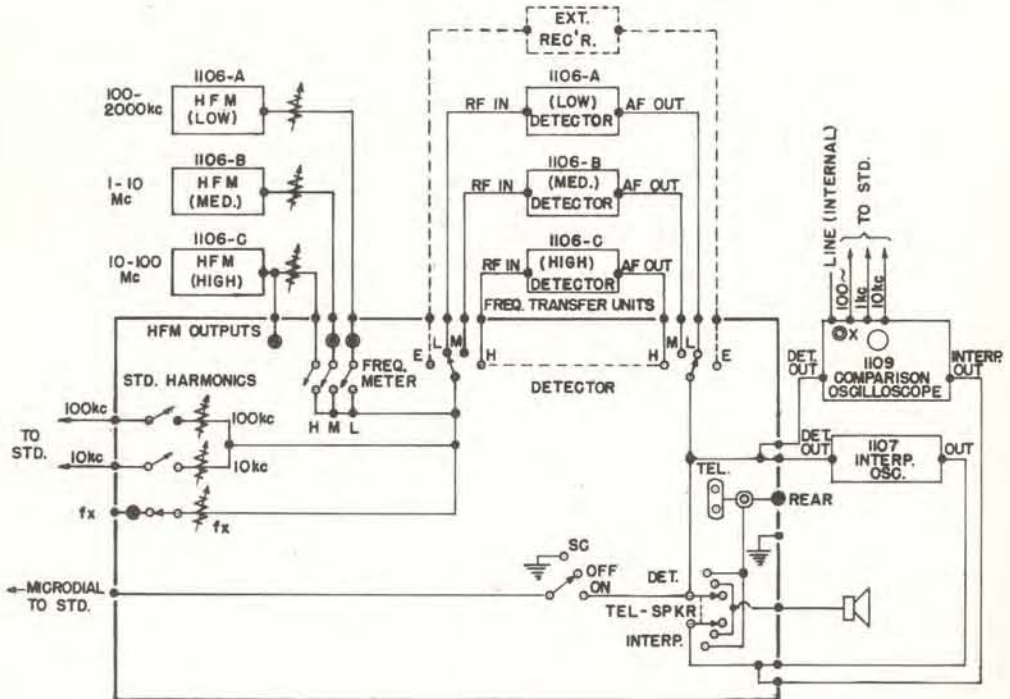 EXT.
REC'R.
1106-A
100-
2000kc
HFM
(LOW)
1106-B
1-10
Mc
HFM
(MED.)
1106-C
10-100
Mc
HFM
(HIGH)
1106-A
RF IN
(LOW)
DETECTOR
AF OUT
1106-B
RF IN
(MED.)
DETECTOR
AF OUT
1106-C
RF IN
(HIGH)
DETECTOR
AF OUT
FREQ. TRANSFER UNITS
LINE (INTERNAL)
100~
1kc
10kc
TO STD.
HFM OUTPUTS
FREQ.
METER
H M L
E L M H
DETECTOR
H M L E
STD. HARMONICS
100kc
100kc
TO
STD.
10kc
10kc
fx
fx
X
DET.
OUT
1109
COMPARISON
OSCILLOSCOPE
INTERP.
OUT
DET.
OUT
1107
INTERP.
OSC.
OUT
TEL.
REAR
SC
OFF
ON
MICRODIAL
TO STD.
DET.
TEL-SPKR
INTERP.